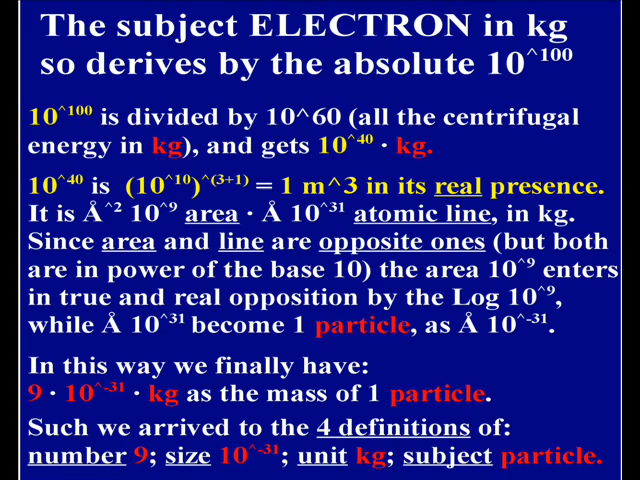 The subject ELECTRON in kg
so derives by the absolute 10^100
10^100 is divided by 10^60 (all the centrifugal
energy in kg), and gets 10^40 · kg.
10^40 is (10^10)^(3+1) = 1 m^3 in its real presence.
It is Å^2 10^9 area · Å 10^31 atomic line, in kg.
Since area and line are opposite ones (but both
are in power of the base 10) the area 10^9 enters
in true and real opposition by the Log 10^9,
while Å 10^31 become 1 particle, as Å 10^-31.
In this way we finally have:
9 · 10^-31 · kg as the mass of 1 particle.
Such we arrived to the 4 definitions of:
number 9; size 10^-31; unit kg; subject particle.